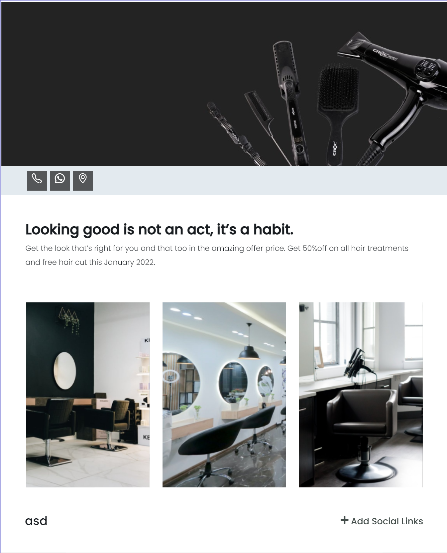 Looking good is not an act, it's a habit.
Get the look that's right for you and that too in the amazing offer price. Get 50%off on all hair treatments
and free hair cut this January 2022.
asd
+ Add Social Links